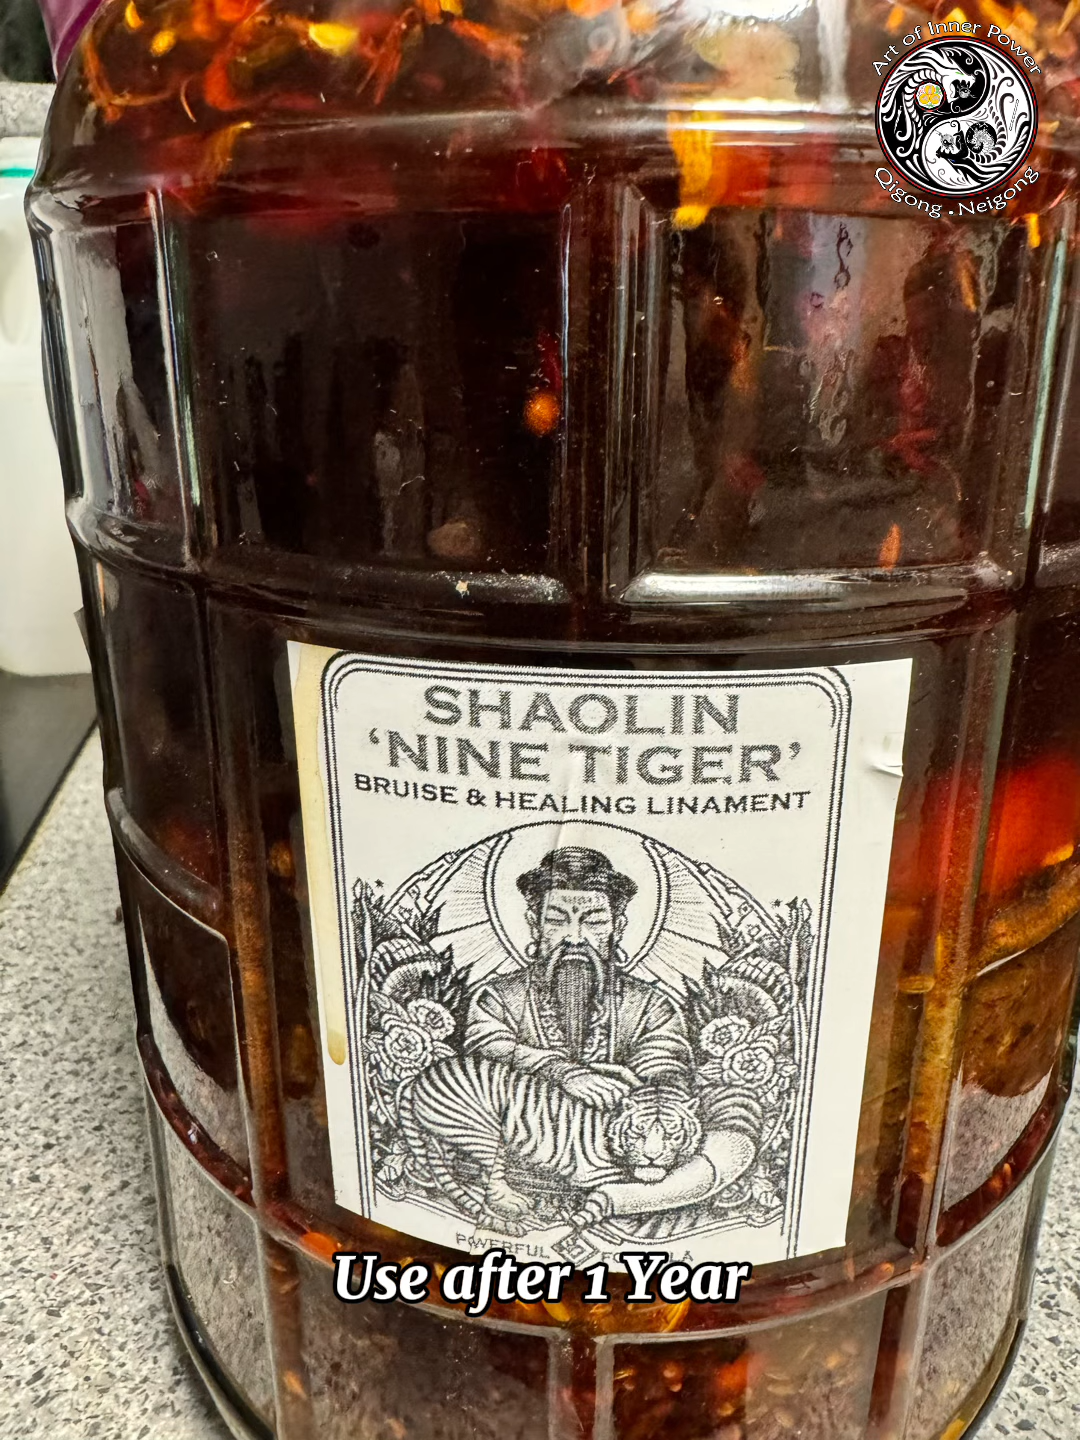 Art of Inner Power
Qigong • Neigong
SHAOLIN
‘NINE TIGER’
BRUISE & HEALING LINAMENT
POWERFUL
Use after 1 Year